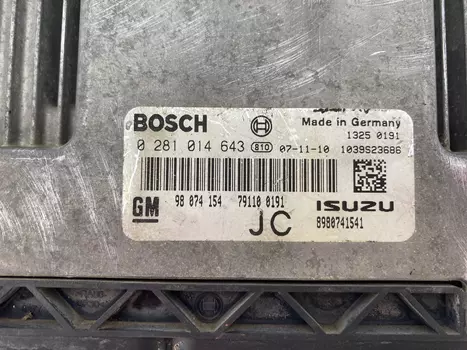 BOSCH
Made in Germany
1325 0191
0 281 014 643 810 07-11-10 1039S23686
GM 98 074 154 79110 0191 ISUZU
JC 8980741541